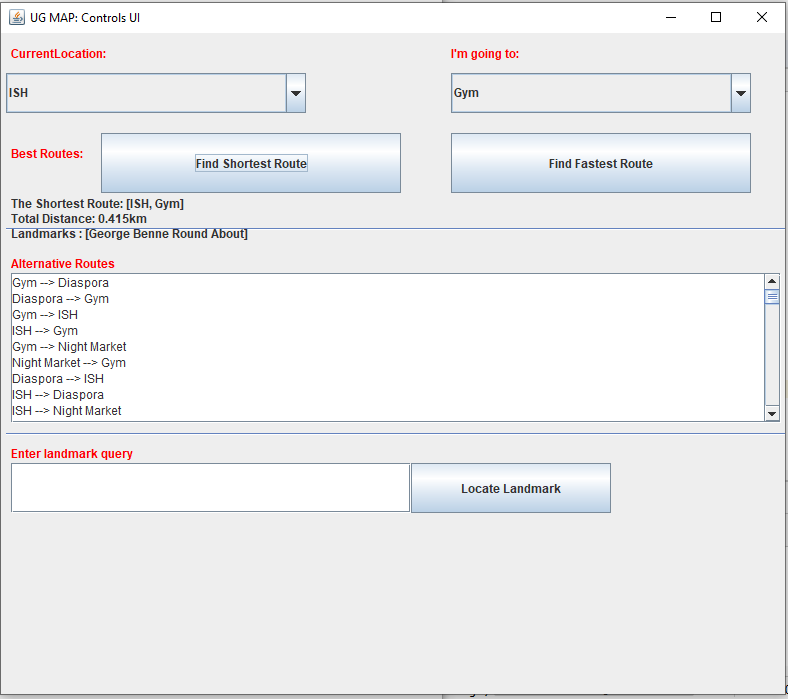 UG MAP: Controls UI
CurrentLocation:
I'm going to:
ISH
Gym
Best Routes:
Find Shortest Route
Find Fastest Route
The Shortest Route: [ISH, Gym]
Total Distance: 0.415km
Landmarks : [George Benne Round About]
Alternative Routes
Gym --> Diaspora
Diaspora --> Gym
Gym --> ISH
ISH --> Gym
Gym --> Night Market
Night Market --> Gym
Diaspora --> ISH
ISH --> Diaspora
ISH --> Night Market
Enter landmark query
Locate Landmark